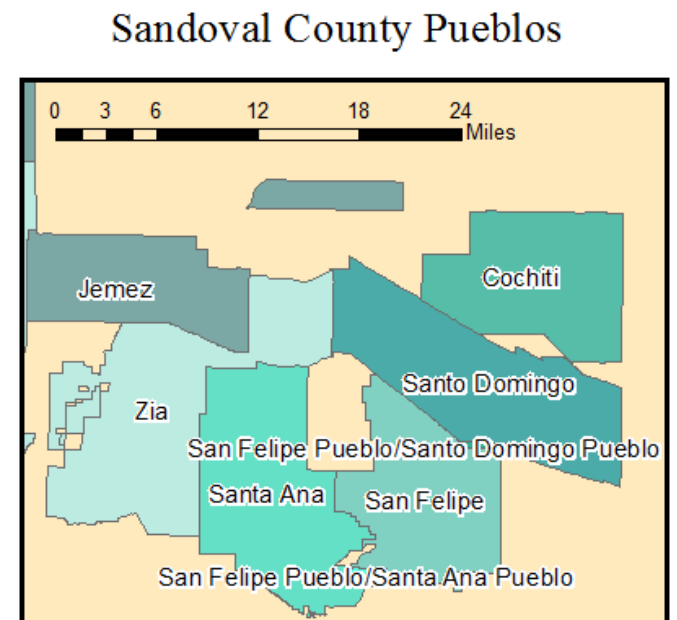 Sandoval County Pueblos
0 3 6 12 18 24
Miles
Cochiti
Jemez
Santo Domingo
Zia
San Felipe Pueblo/Santo Domingo Pueblo
Santa Ana
San Felipe
San Felipe Pueblo/Santa Ana Pueblo